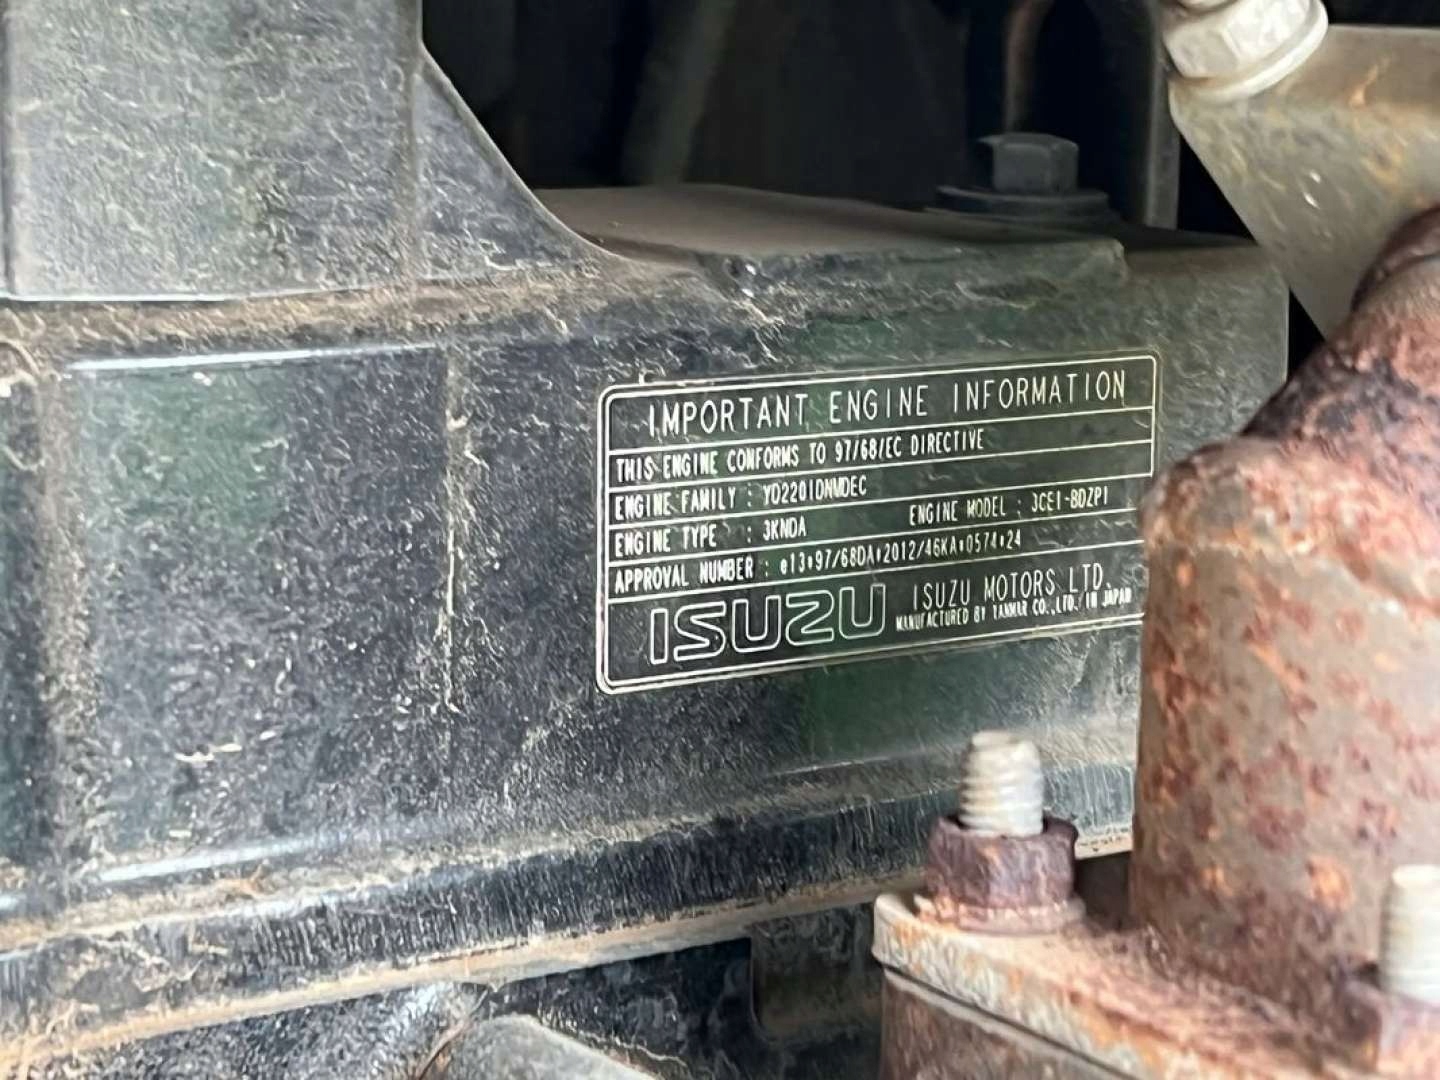 IMPORTANT ENGINE INFORMATION
THIS ENGINE CONFORMS TO 97/68/EC DIRECTIVE
ENGINE FAMILY : YD2201DNMDEC
ENGINE TYPE : 3KNDA ENGINE MODEL : 3CE1-BDZP1
APPROVAL NUMBER : e13*97/68DA*2012/46KA*0574*24
ISUZU ISUZU MOTORS LTD.
MANUFACTURED BY YANMAR CO.,LTD. IN JAPAN